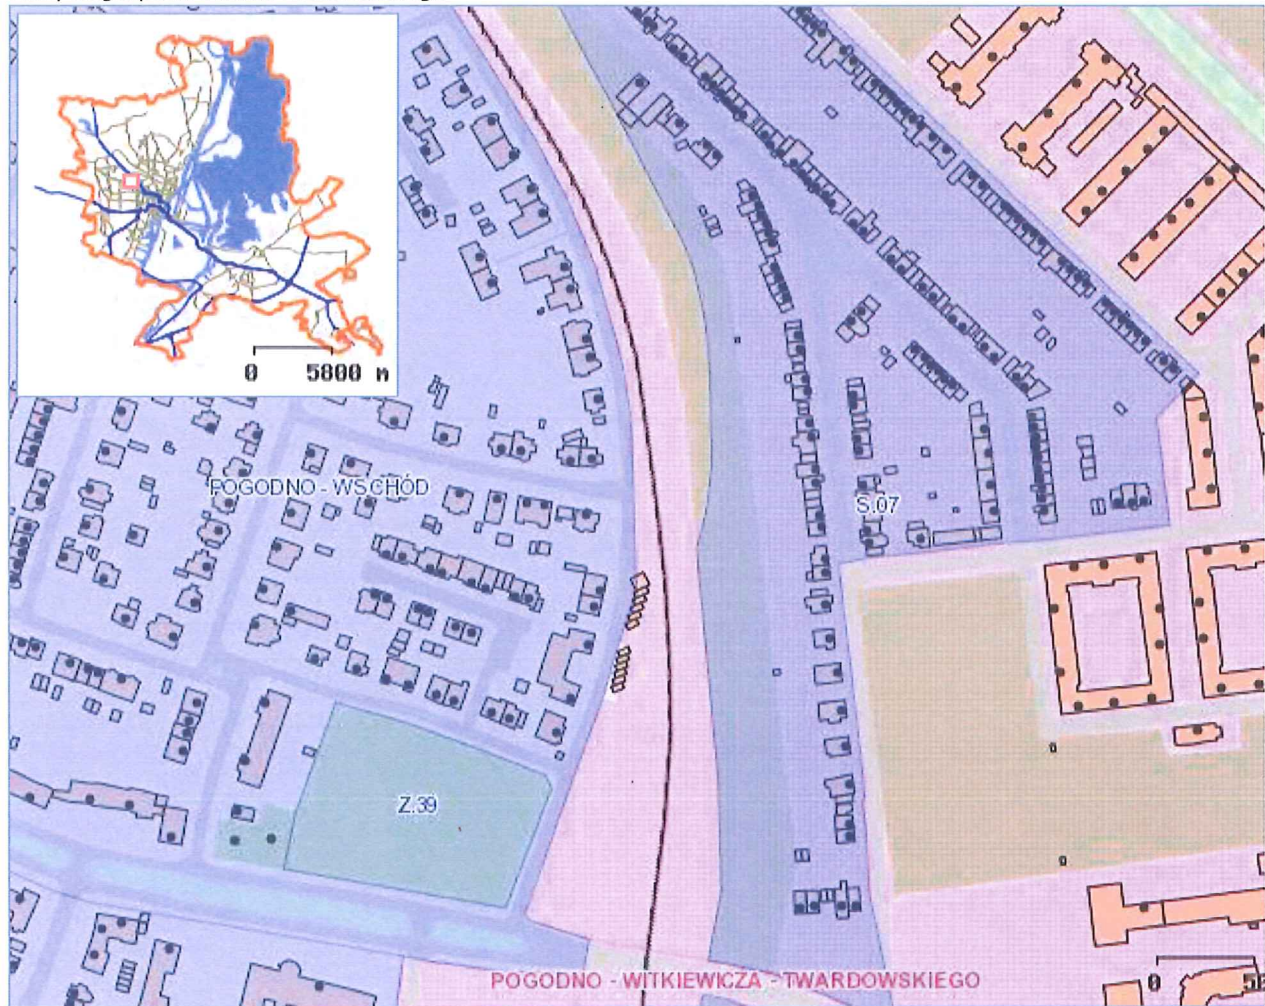 0 5800 m
POGODNO - WSCHÓD
S.07
Z.39
POGODNO - WITKIEWICZA - TWARDOWSKIEGO
0